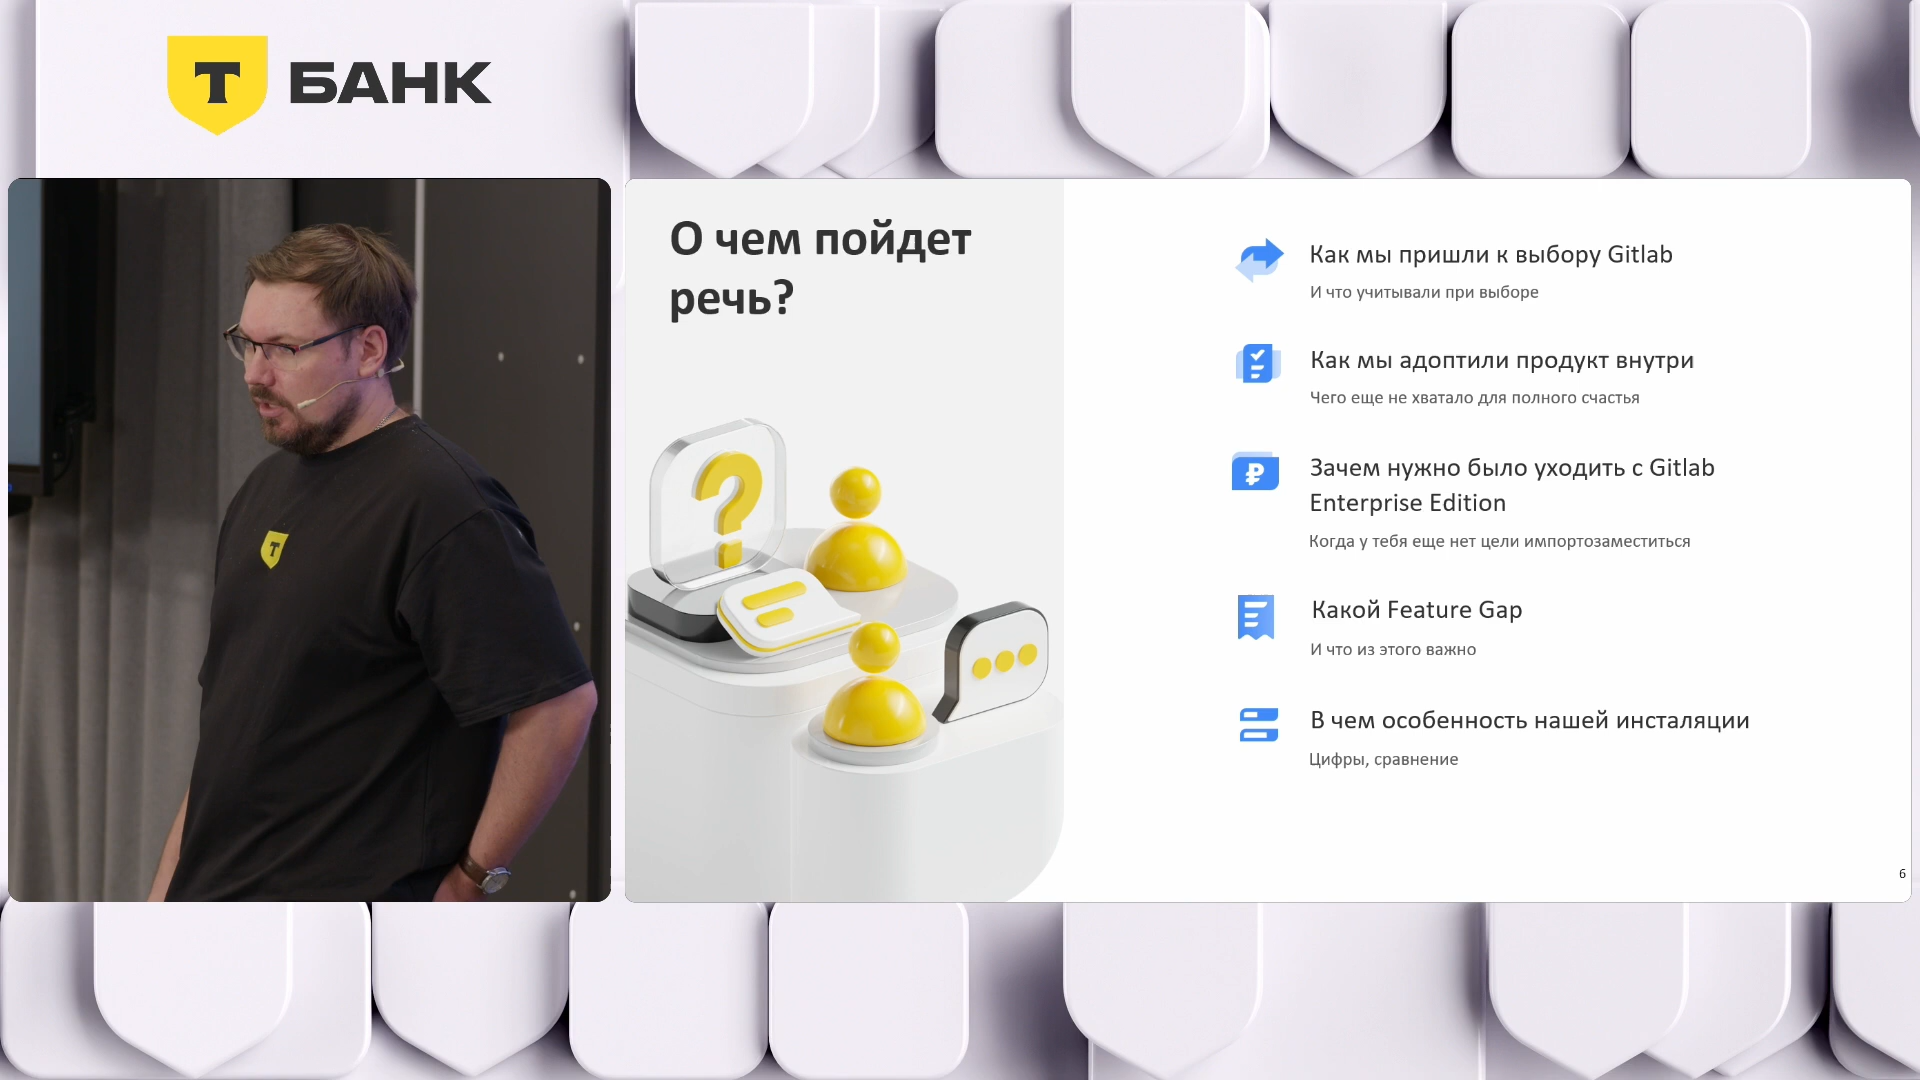 Т БАНК
О чем пойдет
речь?
Как мы пришли к выбору Gitlab
И что учитывали при выборе
Как мы адоптили продукт внутри
Чего еще не хватало для полного счастья
Зачем нужно было уходить с Gitlab
Enterprise Edition
Когда у тебя еще нет цели импортозаместиться
Какой Feature Gap
И что из этого важно
В чем особенность нашей инсталяции
Цифры, сравнение
6
Т